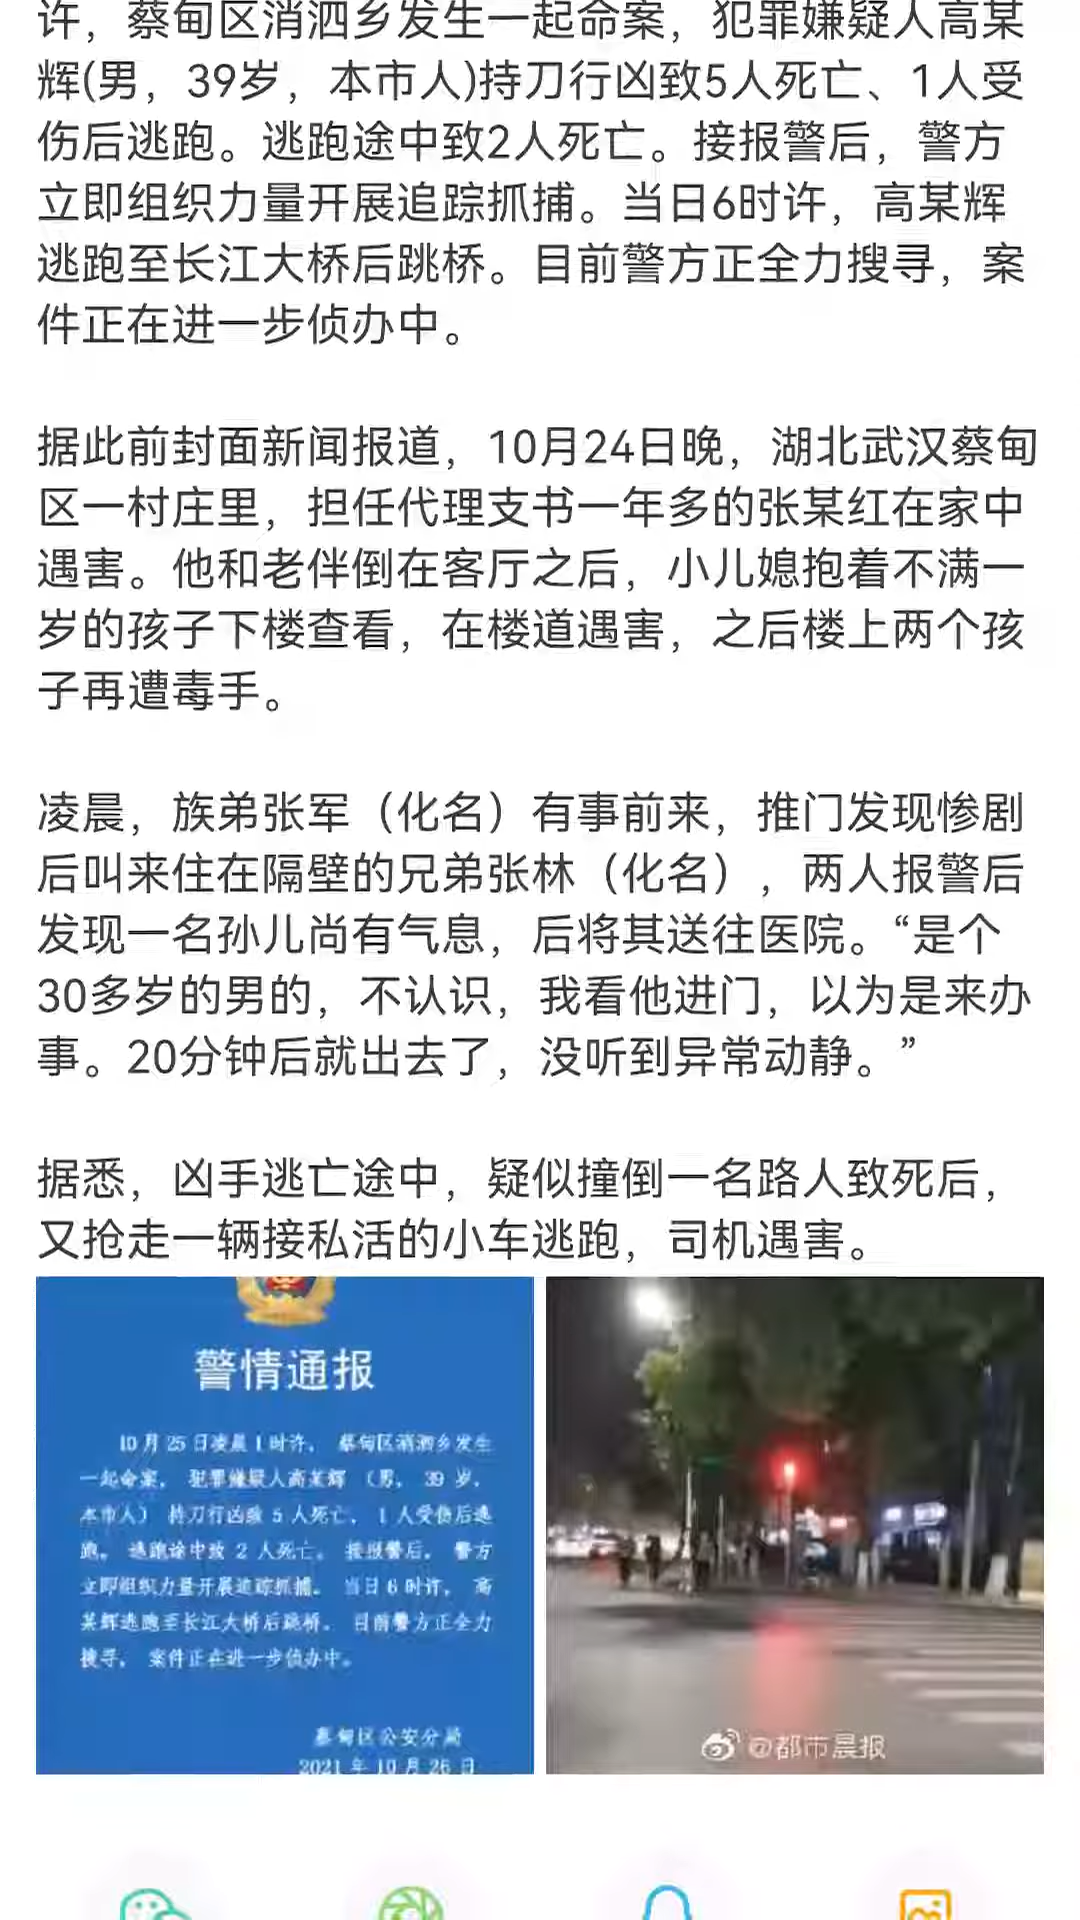 许，蔡甸区消泗乡发生一起命案，犯罪嫌疑人高某
辉(男，39岁，本市人)持刀行凶致5人死亡、1人受
伤后逃跑。逃跑途中致2人死亡。接报警后，警方
立即组织力量开展追踪抓捕。当日6时许，高某辉
逃跑至长江大桥后跳桥。目前警方正全力搜寻，案
件正在进一步侦办中。
据此前封面新闻报道，10月24日晚，湖北武汉蔡甸
区一村庄里，担任代理支书一年多的张某红在家中
遇害。他和老伴倒在客厅之后，小儿媳抱着不满一
岁的孩子下楼查看，在楼道遇害，之后楼上两个孩
子再遭毒手。
凌晨，族弟张军（化名）有事前来，推门发现惨剧
后叫来住在隔壁的兄弟张林（化名），两人报警后
发现一名孙儿尚有气息，后将其送往医院。“是个
30多岁的男的，不认识，我看他进门，以为是来办
事。20分钟后就出去了，没听到异常动静。”
据悉，凶手逃亡途中，疑似撞倒一名路人致死后，
又抢走一辆接私活的小车逃跑，司机遇害。
警情通报
10月25日凌晨1时许，蔡甸区消泗乡发生
一起命案，犯罪嫌疑人高某辉（男，39岁，
本市人）持刀行凶致5人死亡、1人受伤后逃
跑。逃跑途中致2人死亡。接报警后，警方
立即组织力量开展追踪抓捕。当日6时许，高
某辉逃跑至长江大桥后跳桥。目前警方正全力
搜寻，案件正在进一步侦办中。
蔡甸区公安分局
2021年10月26日
@都市晨报